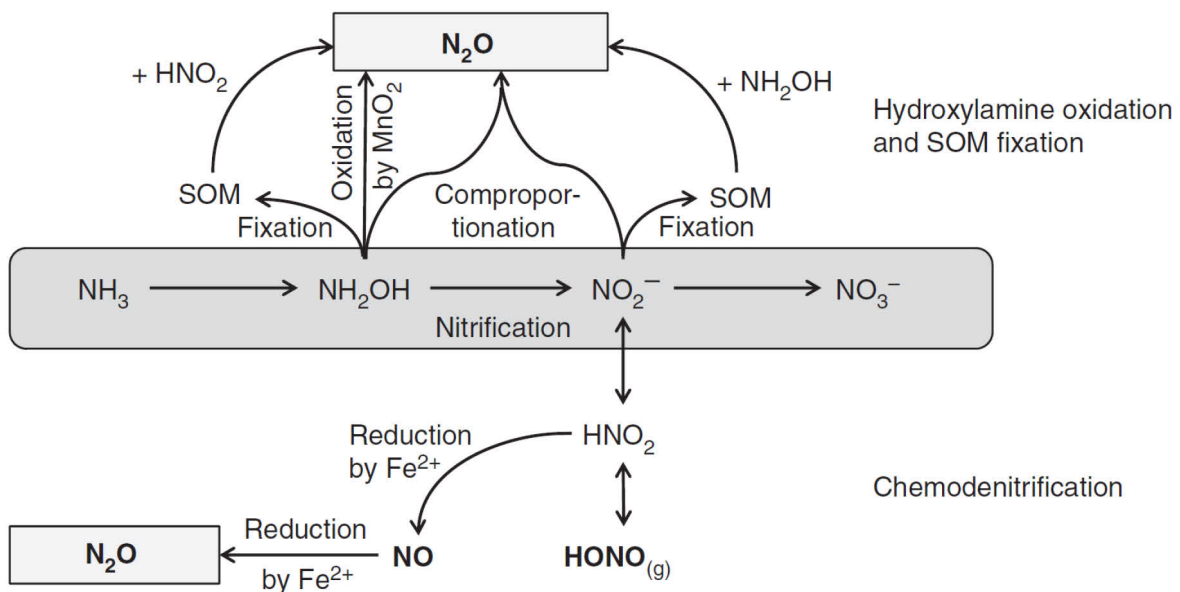 N₂O
+ HNO₂
Oxidation
by MnO₂
+ NH₂OH
Hydroxylamine oxidation
and SOM fixation
SOM
Compropor-
tionation
SOM
Fixation
Fixation
NH₃
NH₂OH
NO₂⁻
NO₃⁻
Nitrification
Reduction
by Fe²⁺
HNO₂
Chemodenitrification
N₂O
Reduction
by Fe²⁺
NO
HONO₍g₎